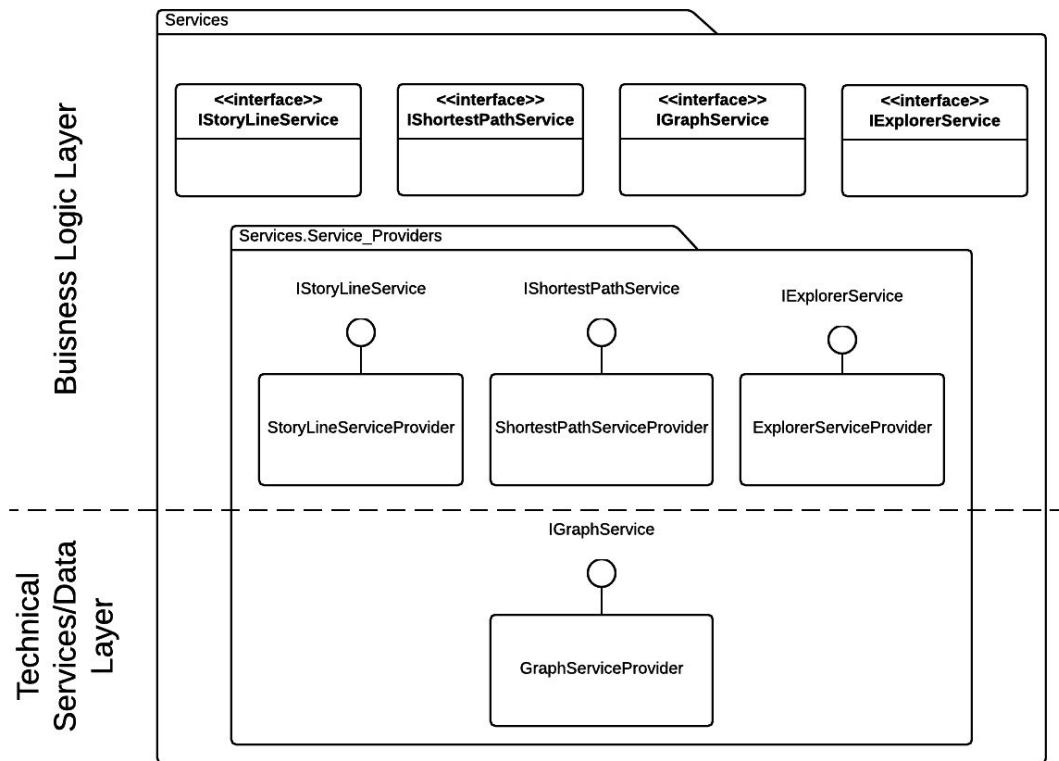 Services
Buisness Logic Layer
<<interface>>
IStoryLineService
<<interface>>
IShortestPathService
<<interface>>
IGraphService
<<interface>>
IExplorerService
Services.Service_Providers
IStoryLineService
IShortestPathService
IExplorerService
StoryLineServiceProvider
ShortestPathServiceProvider
ExplorerServiceProvider
Technical
Services/Data
Layer
IGraphService
GraphServiceProvider